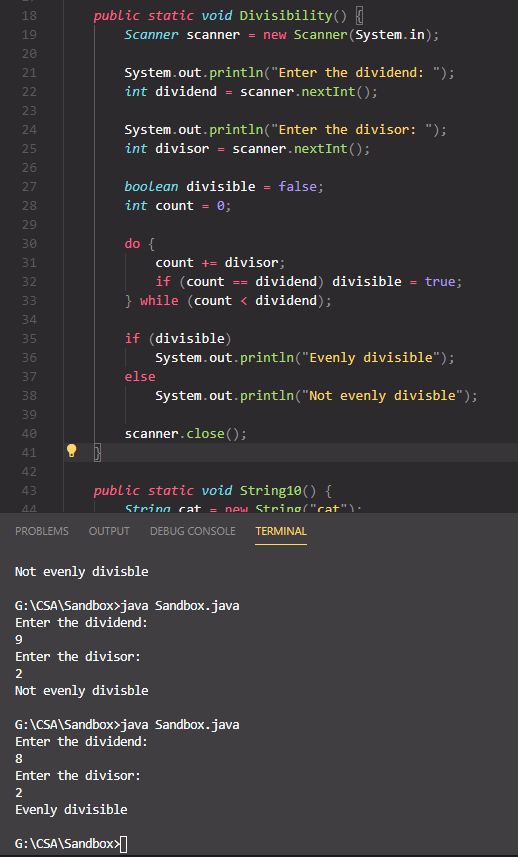 18 public static void Divisibility() {
19 Scanner scanner = new Scanner(System.in);
20
21 System.out.println("Enter the dividend: ");
22 int dividend = scanner.nextInt();
23
24 System.out.println("Enter the divisor: ");
25 int divisor = scanner.nextInt();
26
27 boolean divisible = false;
28 int count = 0;
29
30 do {
31 count += divisor;
32 if (count == dividend) divisible = true;
33 } while (count < dividend);
34
35 if (divisible)
36 System.out.println("Evenly divisible");
37 else
38 System.out.println("Not evenly divisble");
39
40 scanner.close();
41 }
42
43 public static void String10() {
44 String cat = new String("cat");
PROBLEMS OUTPUT DEBUG CONSOLE TERMINAL
Not evenly divisble
G:\CSA\Sandbox>java Sandbox.java
Enter the dividend:
9
Enter the divisor:
2
Not evenly divisble
G:\CSA\Sandbox>java Sandbox.java
Enter the dividend:
8
Enter the divisor:
2
Evenly divisible
G:\CSA\Sandbox>